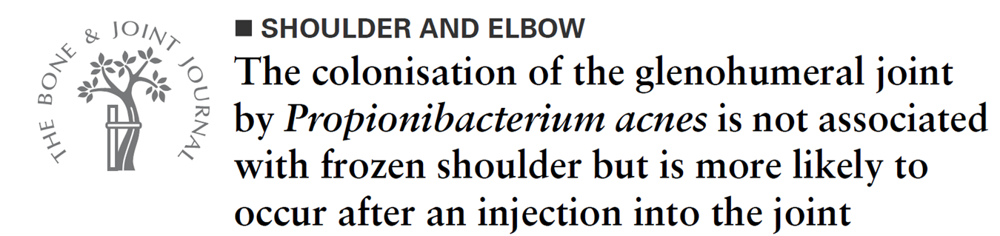 THE BONE & JOINT JOURNAL
■ SHOULDER AND ELBOW
The colonisation of the glenohumeral joint
by Propionibacterium acnes is not associated
with frozen shoulder but is more likely to
occur after an injection into the joint